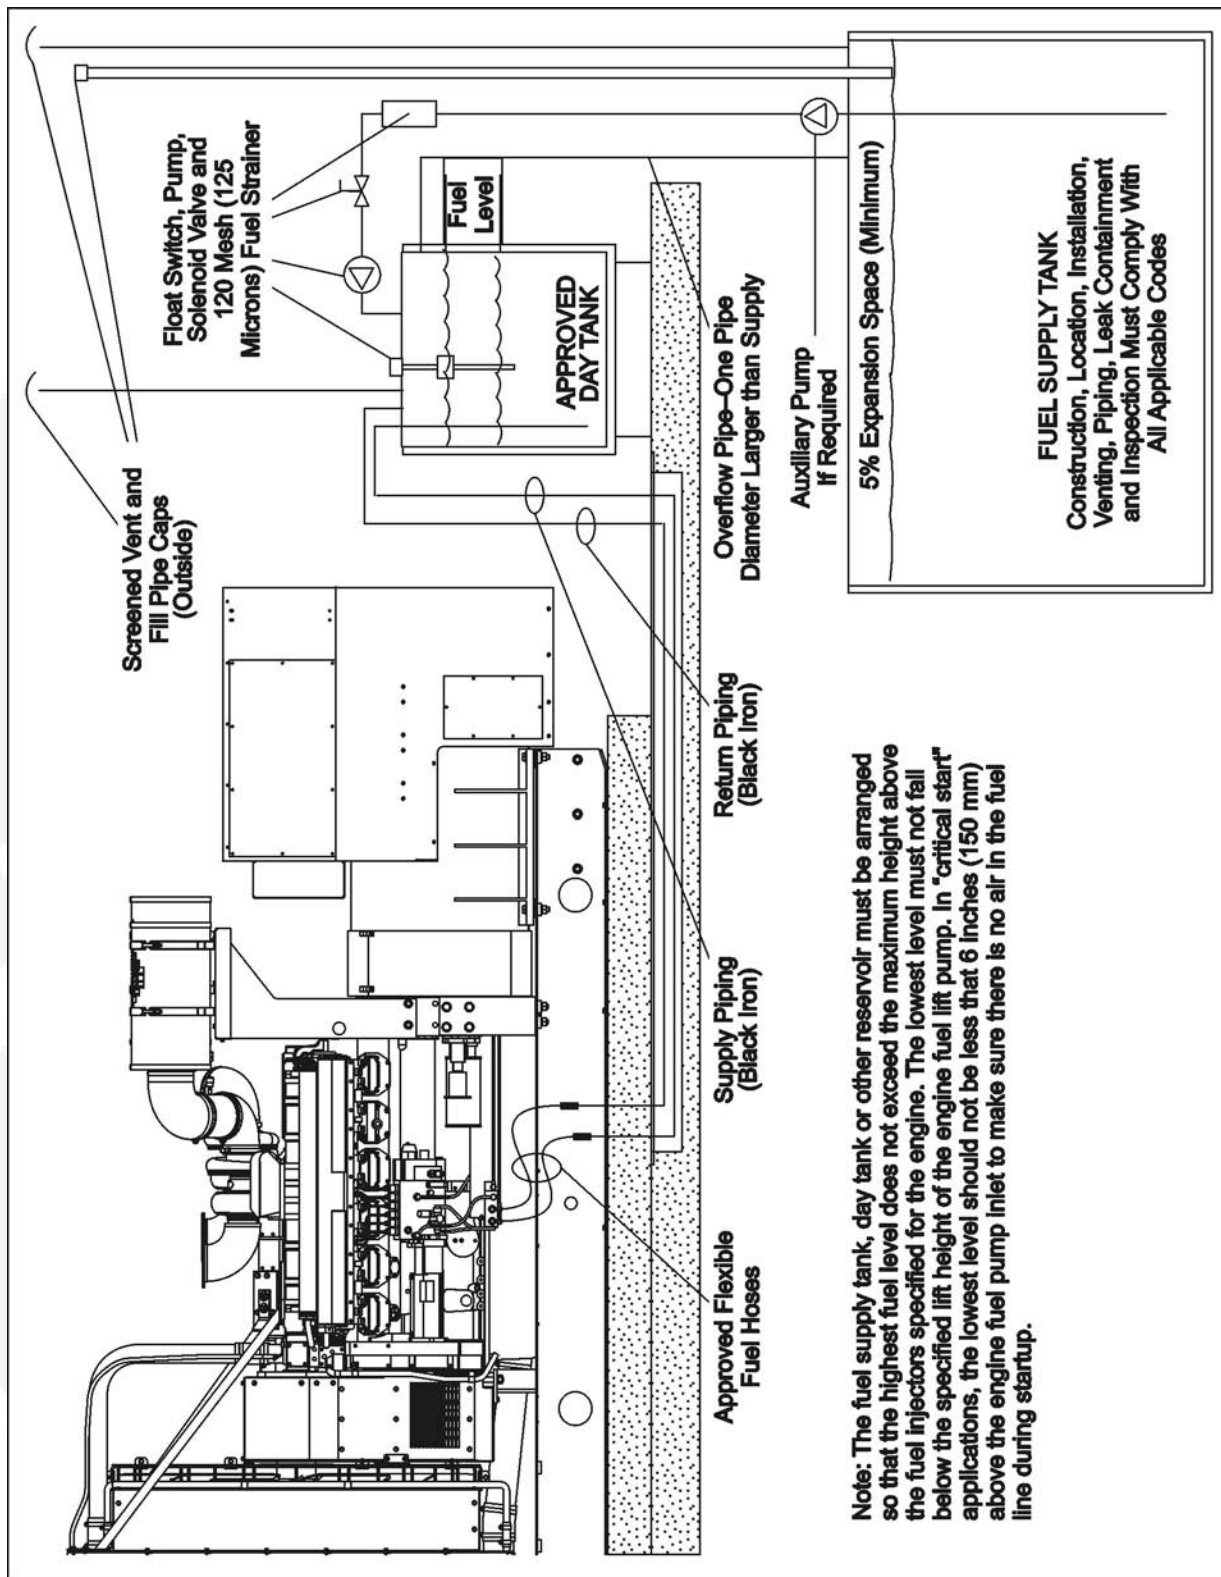 Screened Vent and
Fill Pipe Caps
(Outside)
Float Switch, Pump,
Solenoid Valve and
120 Mesh (125
Microns) Fuel Strainer
Fuel
Level
APPROVED
DAY TANK
Approved Flexible
Fuel Hoses
Supply Piping
(Black Iron)
Return Piping
(Black Iron)
Overflow Pipe–One Pipe
Diameter Larger than Supply
Auxiliary Pump
If Required
5% Expansion Space (Minimum)
FUEL SUPPLY TANK
Construction, Location, Installation,
Venting, Piping, Leak Containment
and Inspection Must Comply With
All Applicable Codes
Note: The fuel supply tank, day tank or other reservoir must be arranged
so that the highest fuel level does not exceed the maximum height above
the fuel injectors specified for the engine. The lowest level must not fall
below the specified lift height of the engine fuel lift pump. In "critical start"
applications, the lowest level should not be less that 6 inches (150 mm)
above the engine fuel pump inlet to make sure there is no air in the fuel
line during startup.